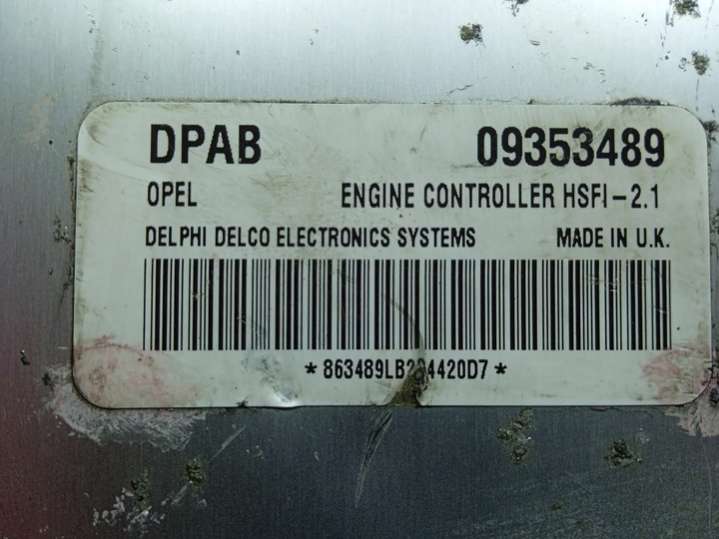 DPAB 09353489
OPEL ENGINE CONTROLLER HSFI-2.1
DELPHI DELCO ELECTRONICS SYSTEMS MADE IN U.K.